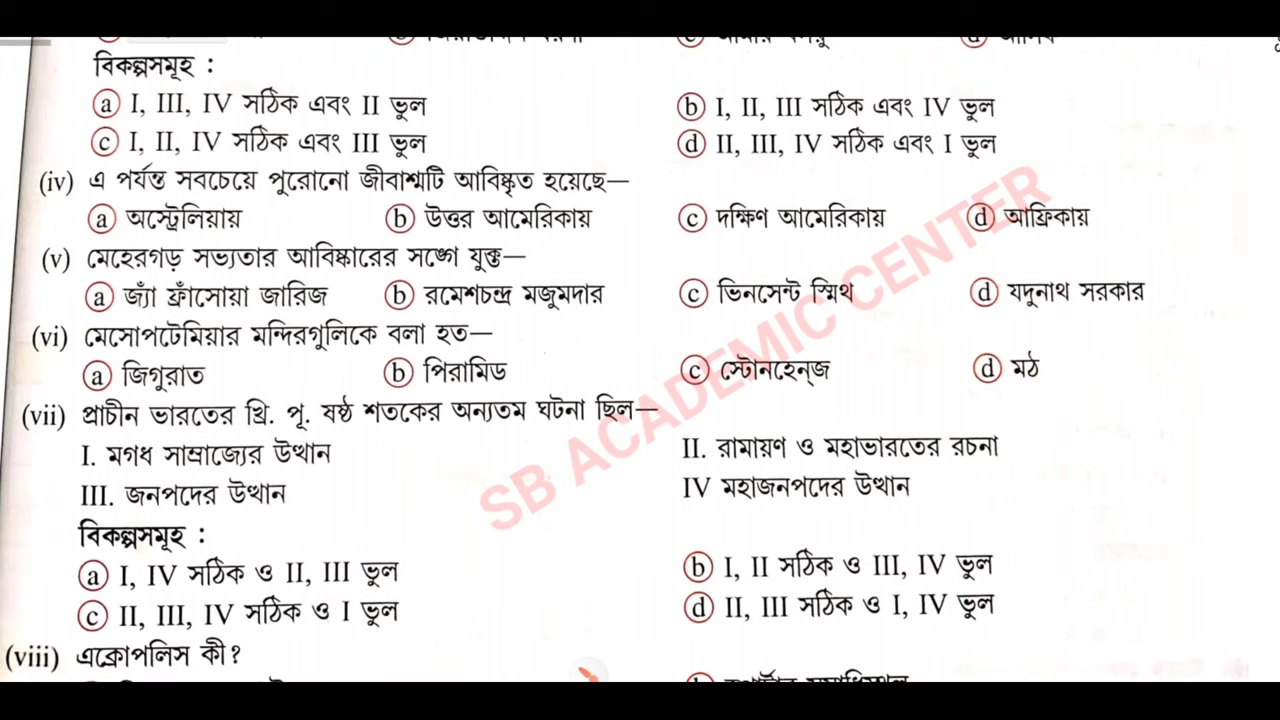 বিকল্পসমূহ :
ⓐ I, III, IV সঠিক এবং II ভুল ⓑ I, II, III সঠিক এবং IV ভুল
ⓒ I, II, IV সঠিক এবং III ভুল ⓓ II, III, IV সঠিক এবং I ভুল
(iv) এ পর্যন্ত সবচেয়ে পুরোনো জীবাশ্মটি আবিষ্কৃত হয়েছে—
ⓐ অস্ট্রেলিয়ায় ⓑ উত্তর আমেরিকায় ⓒ দক্ষিণ আমেরিকায় ⓓ আফ্রিকায়
(v) মেহেরগড় সভ্যতার আবিষ্কারের সঙ্গে যুক্ত—
ⓐ জ্যাঁ ফ্রাঁসোয়া জারিজ ⓑ রমেশচন্দ্র মজুমদার ⓒ ভিনসেন্ট স্মিথ ⓓ যদুনাথ সরকার
(vi) মেসোপটেমিয়ার মন্দিরগুলিকে বলা হত—
ⓐ জিগুরাত ⓑ পিরামিড ⓒ স্টোনহেন্‌জ ⓓ মঠ
(vii) প্রাচীন ভারতের খ্রি. পূ. ষষ্ঠ শতকের অন্যতম ঘটনা ছিল—
I. মগধ সাম্রাজ্যের উত্থান II. রামায়ণ ও মহাভারতের রচনা
III. জনপদের উত্থান IV মহাজনপদের উত্থান
বিকল্পসমূহ :
ⓐ I, IV সঠিক ও II, III ভুল ⓑ I, II সঠিক ও III, IV ভুল
ⓒ II, III, IV সঠিক ও I ভুল ⓓ II, III সঠিক ও I, IV ভুল
(viii) এক্রোপলিস কী?
SB ACADEMIC CENTER